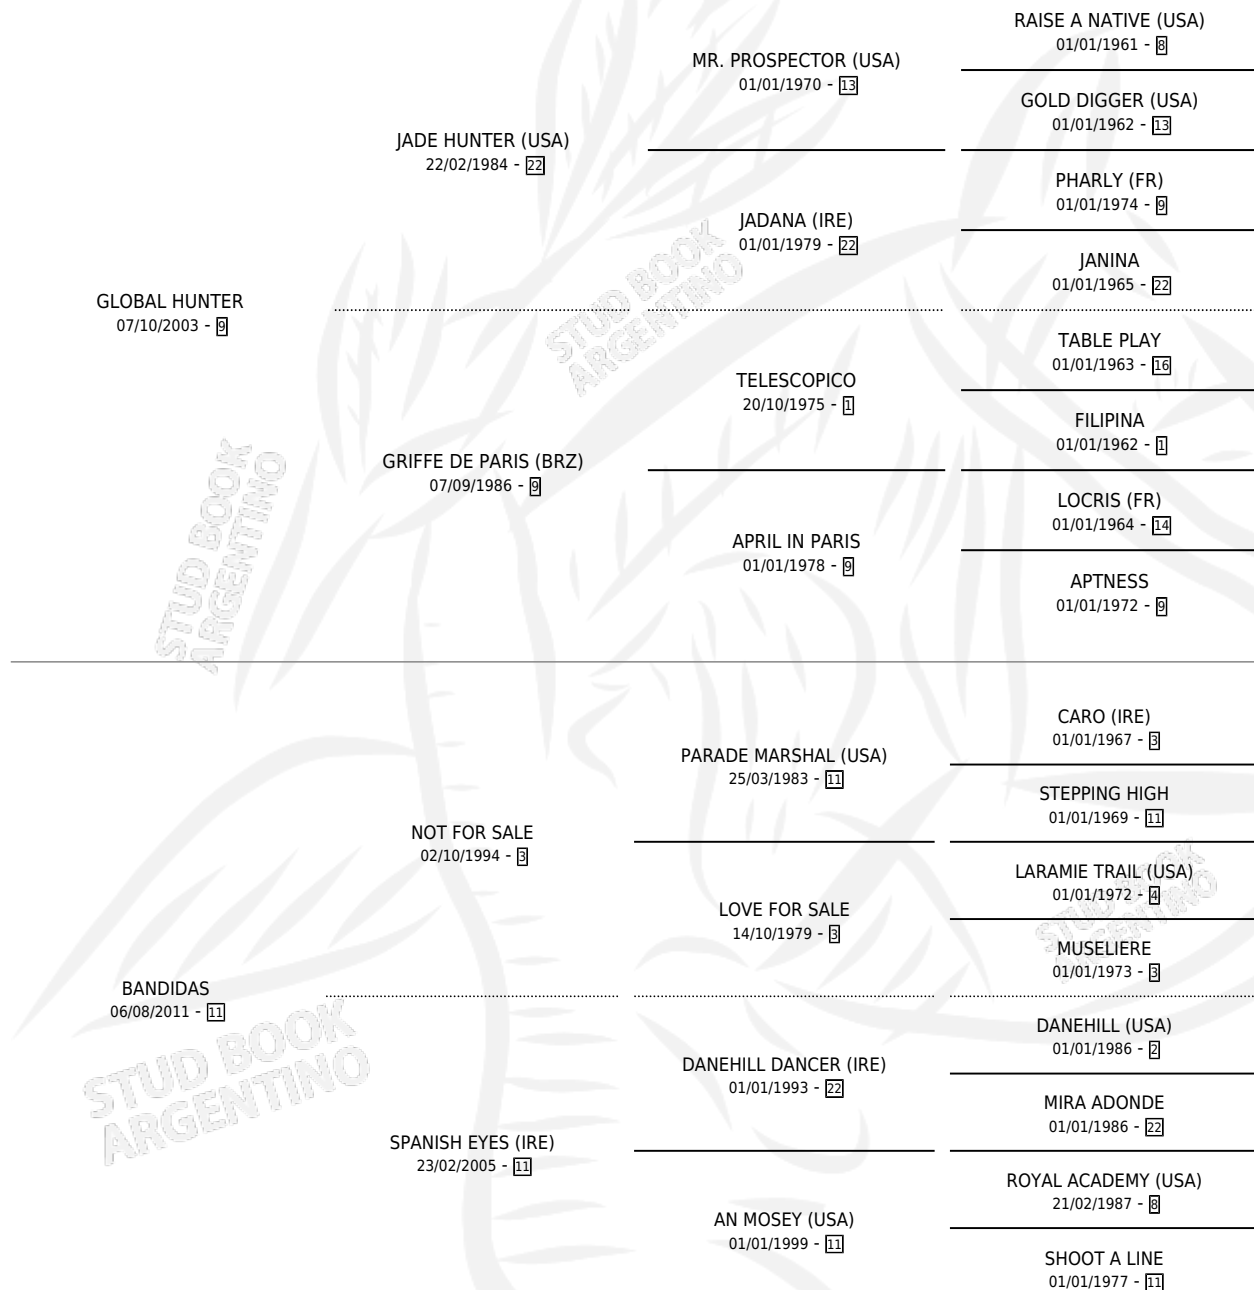 RAISE A NATIVE (USA)
01/01/1961 - 8
MR. PROSPECTOR (USA)
01/01/1970 - 13
GOLD DIGGER (USA)
01/01/1962 - 13
JADE HUNTER (USA)
22/02/1984 - 22
PHARLY (FR)
01/01/1974 - 9
JADANA (IRE)
01/01/1979 - 22
JANINA
01/01/1965 - 22
GLOBAL HUNTER
07/10/2003 - 9
TABLE PLAY
01/01/1963 - 16
TELESCOPICO
20/10/1975 - 1
FILIPINA
01/01/1962 - 1
GRIFFE DE PARIS (BRZ)
07/09/1986 - 9
LOCRIS (FR)
01/01/1964 - 14
APRIL IN PARIS
01/01/1978 - 9
APTNESS
01/01/1972 - 9
CARO (IRE)
01/01/1967 - 3
PARADE MARSHAL (USA)
25/03/1983 - 11
STEPPING HIGH
01/01/1969 - 11
NOT FOR SALE
02/10/1994 - 3
LARAMIE TRAIL (USA)
01/01/1972 - 4
LOVE FOR SALE
14/10/1979 - 3
MUSELIERE
01/01/1973 - 3
BANDIDAS
06/08/2011 - 11
DANEHILL (USA)
01/01/1986 - 2
DANEHILL DANCER (IRE)
01/01/1993 - 22
MIRA ADONDE
01/01/1986 - 22
SPANISH EYES (IRE)
23/02/2005 - 11
ROYAL ACADEMY (USA)
21/02/1987 - 8
AN MOSEY (USA)
01/01/1999 - 11
SHOOT A LINE
01/01/1977 - 11
STUD BOOK
ARGENTINO
STUD BOOK
ARGENTINO
STUD BOOK
ARGENTINO
STUD BOOK
ARGENTINO